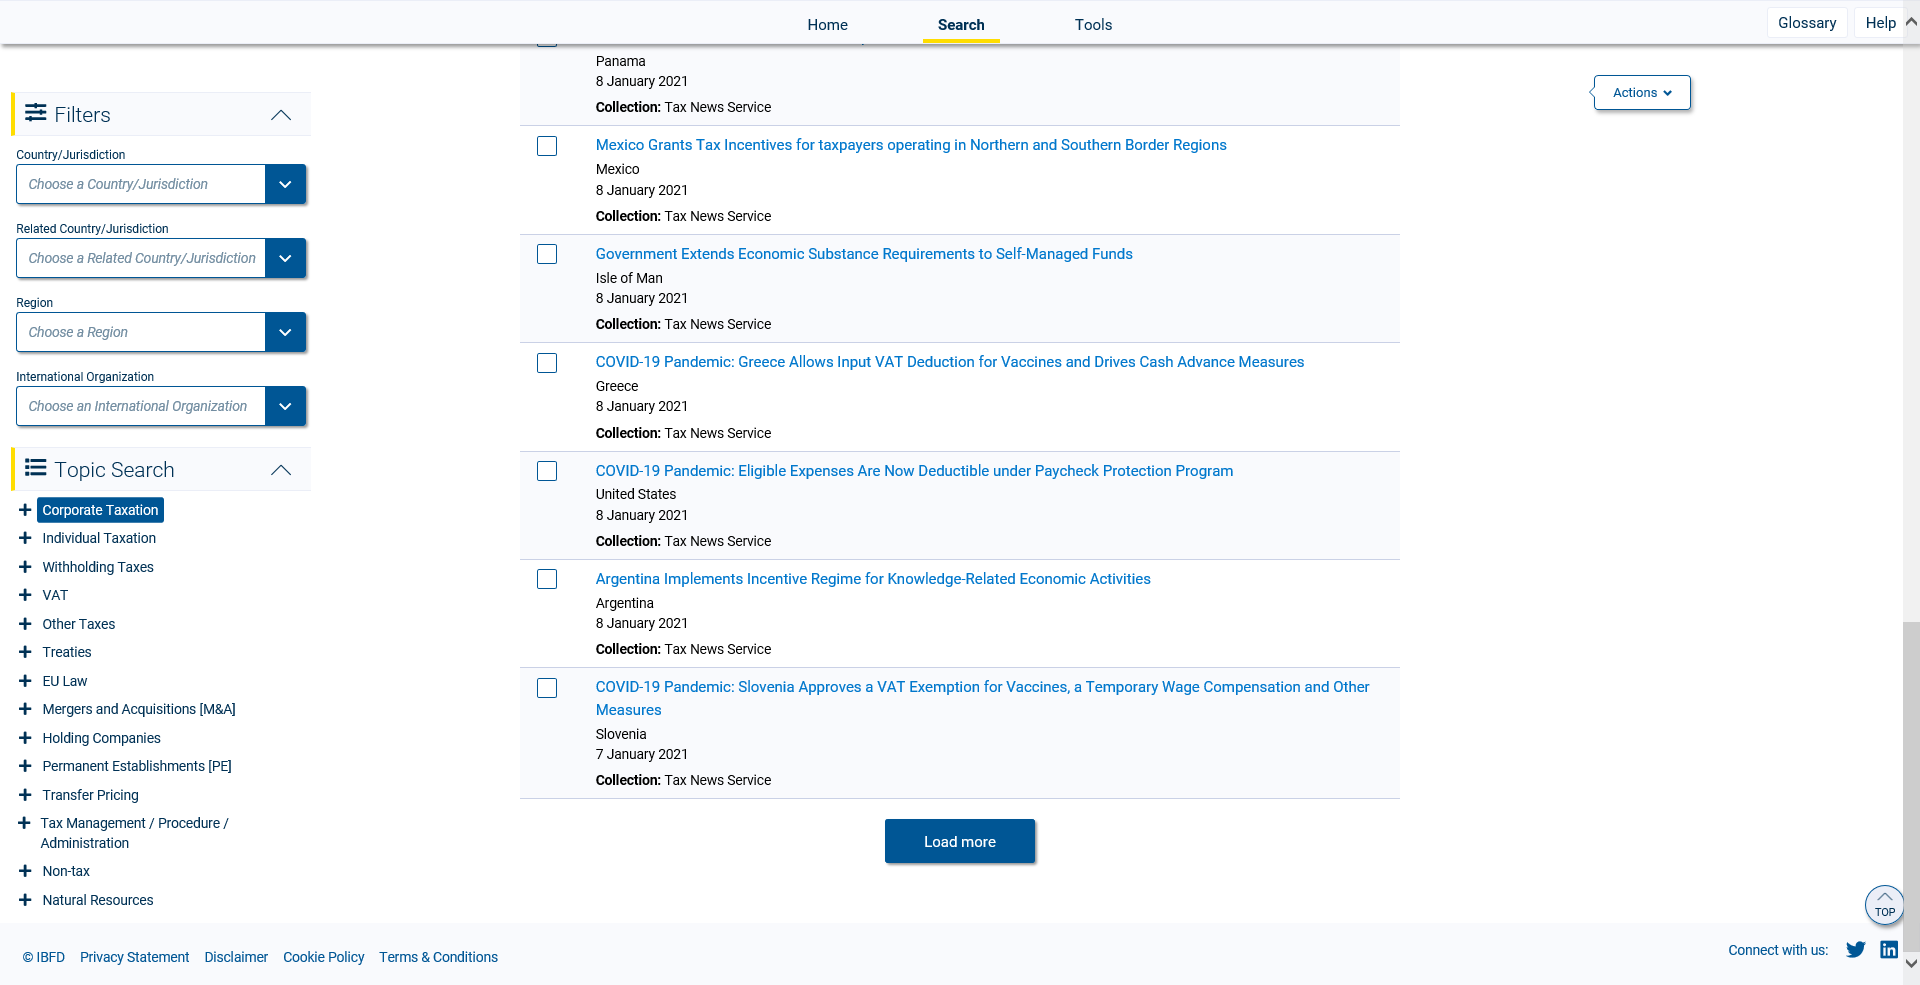 Home
Search
Tools
Glossary
Help
Filters
Country/Jurisdiction
Choose a Country/Jurisdiction
Related Country/Jurisdiction
Choose a Related Country/Jurisdiction
Region
Choose a Region
International Organization
Choose an International Organization
Topic Search
Corporate Taxation
Individual Taxation
Withholding Taxes
VAT
Other Taxes
Treaties
EU Law
Mergers and Acquisitions [M&A]
Holding Companies
Permanent Establishments [PE]
Transfer Pricing
Tax Management / Procedure /
Administration
Non-tax
Natural Resources
Panama
8 January 2021
Collection: Tax News Service
Mexico Grants Tax Incentives for taxpayers operating in Northern and Southern Border Regions
Mexico
8 January 2021
Collection: Tax News Service
Government Extends Economic Substance Requirements to Self-Managed Funds
Isle of Man
8 January 2021
Collection: Tax News Service
COVID-19 Pandemic: Greece Allows Input VAT Deduction for Vaccines and Drives Cash Advance Measures
Greece
8 January 2021
Collection: Tax News Service
COVID-19 Pandemic: Eligible Expenses Are Now Deductible under Paycheck Protection Program
United States
8 January 2021
Collection: Tax News Service
Argentina Implements Incentive Regime for Knowledge-Related Economic Activities
Argentina
8 January 2021
Collection: Tax News Service
COVID-19 Pandemic: Slovenia Approves a VAT Exemption for Vaccines, a Temporary Wage Compensation and Other
Measures
Slovenia
7 January 2021
Collection: Tax News Service
Load more
Actions
TOP
© IBFD
Privacy Statement
Disclaimer
Cookie Policy
Terms & Conditions
Connect with us: